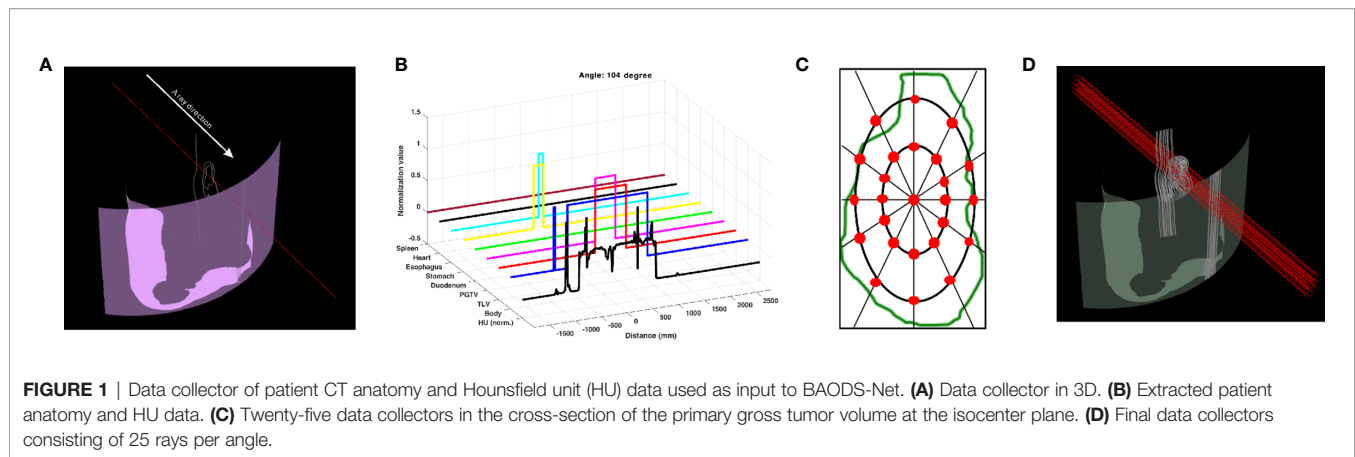 A
B
C
D
A ray direction
Angle: 104 degree
Normalization value
1.5
1
0.5
0
-0.5
Spleen
Heart
Esophagus
Stomach
Duodenum
PGTV
TLV
Body
HU (norm.)
-1500
-1000
-500
0
500
1000
1500
2000
2500
Distance (mm)
FIGURE 1 | Data collector of patient CT anatomy and Hounsfield unit (HU) data used as input to BAODS-Net. (A) Data collector in 3D. (B) Extracted patient
anatomy and HU data. (C) Twenty-five data collectors in the cross-section of the primary gross tumor volume at the isocenter plane. (D) Final data collectors
consisting of 25 rays per angle.